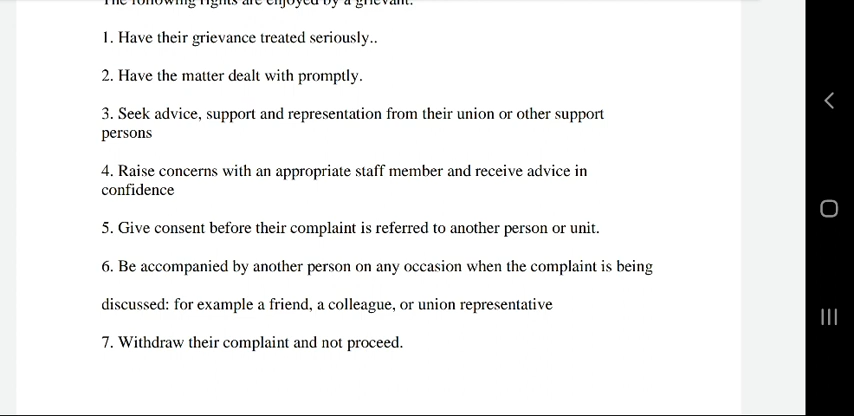 1. Have their grievance treated seriously..
2. Have the matter dealt with promptly.
3. Seek advice, support and representation from their union or other support
persons
4. Raise concerns with an appropriate staff member and receive advice in
confidence
5. Give consent before their complaint is referred to another person or unit.
6. Be accompanied by another person on any occasion when the complaint is being
discussed: for example a friend, a colleague, or union representative
7. Withdraw their complaint and not proceed.